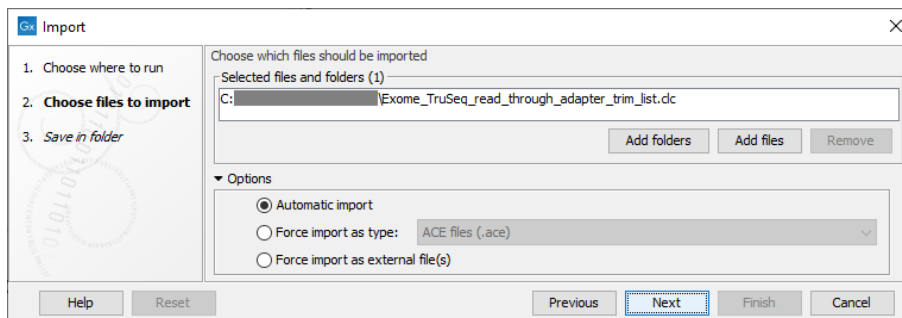 Gx Import
1. Choose where to run
2. Choose files to import
3. Save in folder
Choose which files should be imported
Selected files and folders (1)
C: \Exome_TruSeq_read_through_adapter_trim_list.clc
Add folders Add files Remove
Options
Automatic import
Force import as type: ACE files (.ace)
Force import as external file(s)
Help Reset Previous Next Finish Cancel